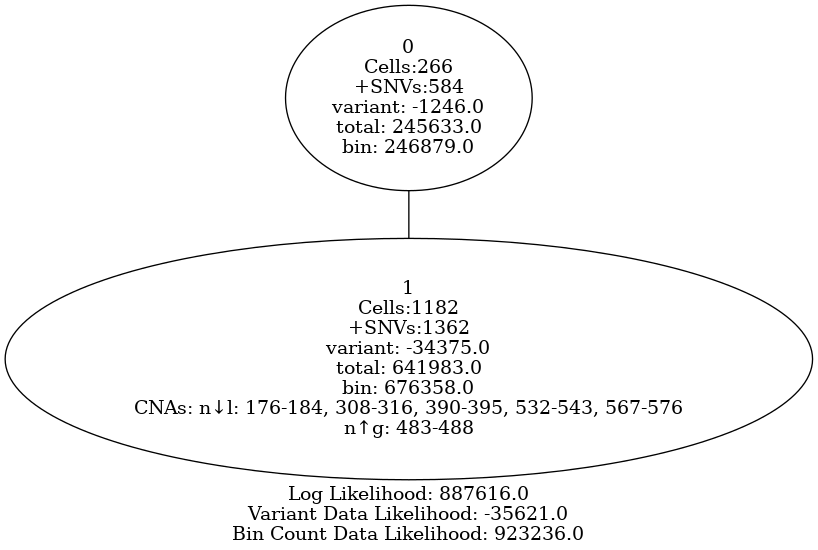 0
Cells:266
+SNVs:584
variant: -1246.0
total: 245633.0
bin: 246879.0
1
Cells:1182
+SNVs:1362
variant: -34375.0
total: 641983.0
bin: 676358.0
CNAs: n↓l: 176-184, 308-316, 390-395, 532-543, 567-576
n↑g: 483-488
Log Likelihood: 887616.0
Variant Data Likelihood: -35621.0
Bin Count Data Likelihood: 923236.0